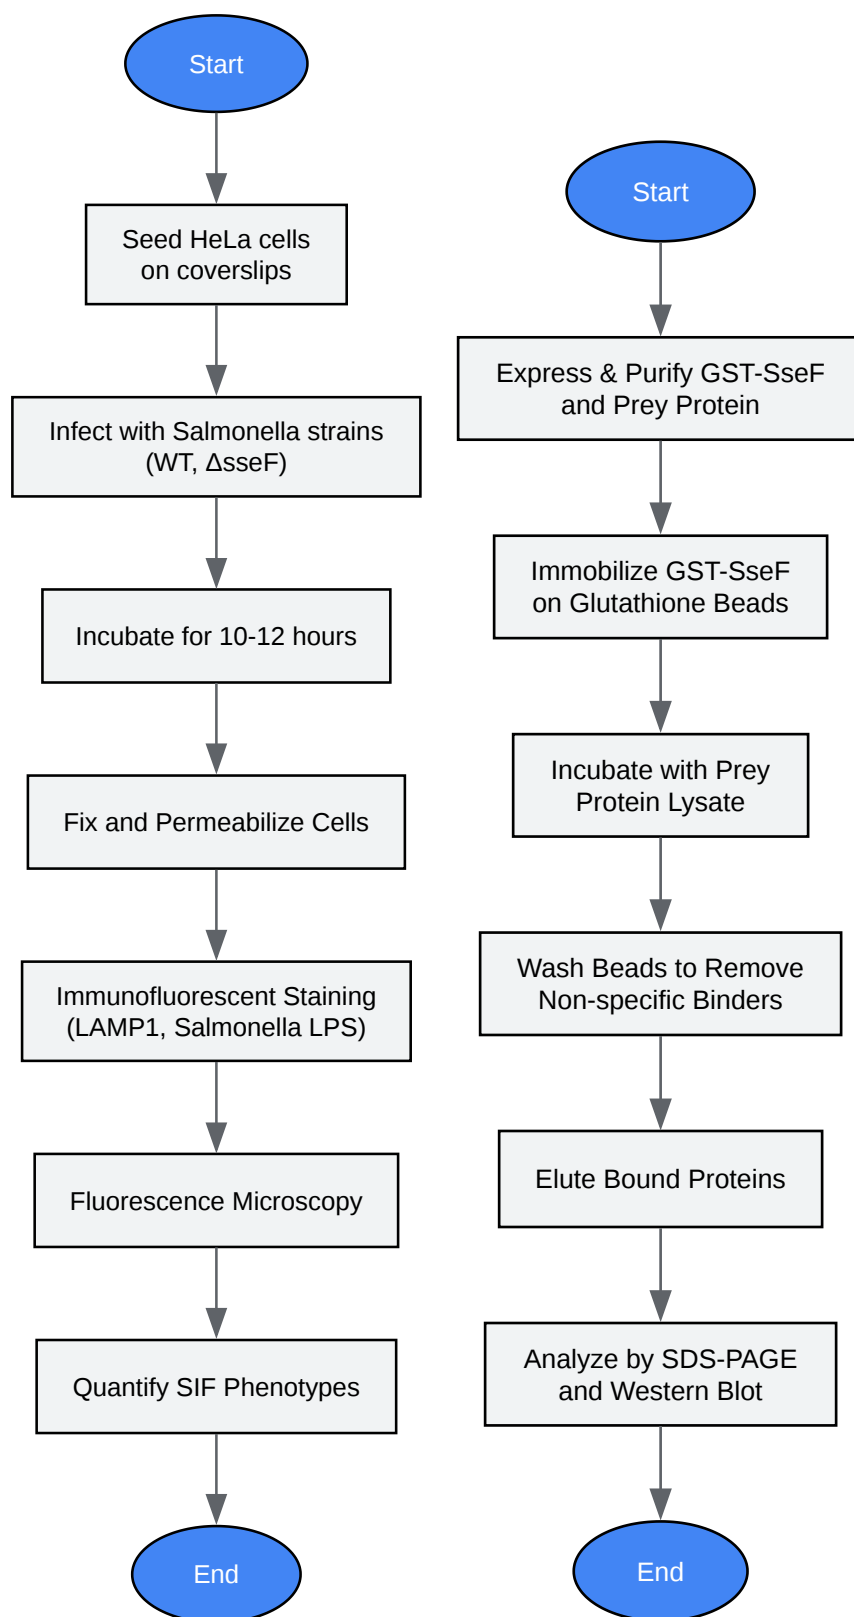 Start
Seed HeLa cells
on coverslips
Infect with Salmonella strains
(WT, ΔsseF)
Incubate for 10-12 hours
Fix and Permeabilize Cells
Immunofluorescent Staining
(LAMP1, Salmonella LPS)
Fluorescence Microscopy
Quantify SIF Phenotypes
End
Start
Express & Purify GST-SseF
and Prey Protein
Immobilize GST-SseF
on Glutathione Beads
Incubate with Prey
Protein Lysate
Wash Beads to Remove
Non-specific Binders
Elute Bound Proteins
Analyze by SDS-PAGE
and Western Blot
End